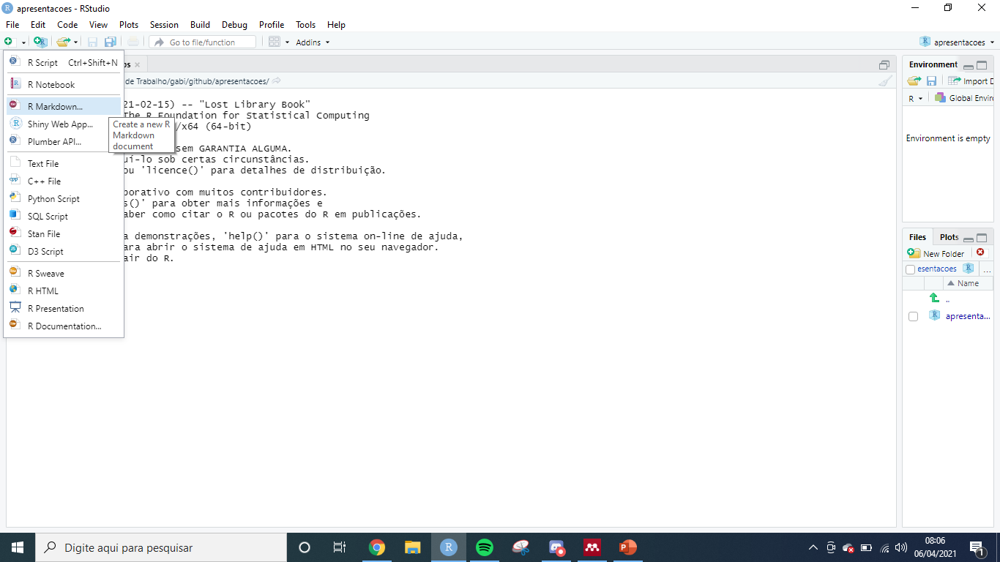 apresentacoes - RStudio
File Edit Code View Plots Session Build Debug Profile Tools Help
Go to file/function Addins apresentacoes
R Script Ctrl+Shift+N
R Notebook
R Markdown...
Shiny Web App...
Plumber API...
Text File
C++ File
Python Script
SQL Script
Stan File
D3 Script
R Sweave
R HTML
R Presentation
R Documentation...
Create a new R
Markdown
document
bs
de Trabalho/gabi/github/apresentacoes/
21-02-15) -- "Lost Library Book"
The R Foundation for Statistical Computing
/x64 (64-bit)
sem GARANTIA ALGUMA.
uí-lo sob certas circunstâncias.
ou 'licence()' para detalhes de distribuição.
borativo com muitos contribuidores.
s()' para obter mais informações e
aber como citar o R ou pacotes do R em publicações.
a demonstrações, 'help()' para o sistema on-line de ajuda,
ara abrir o sistema de ajuda em HTML no seu navegador.
air do R.
Environment
Import D
R Global Enviro
Environment is empty
Files Plots
New Folder
esentacoes ...
Name
..
apresenta...
Digite aqui para pesquisar
08:06
06/04/2021
1